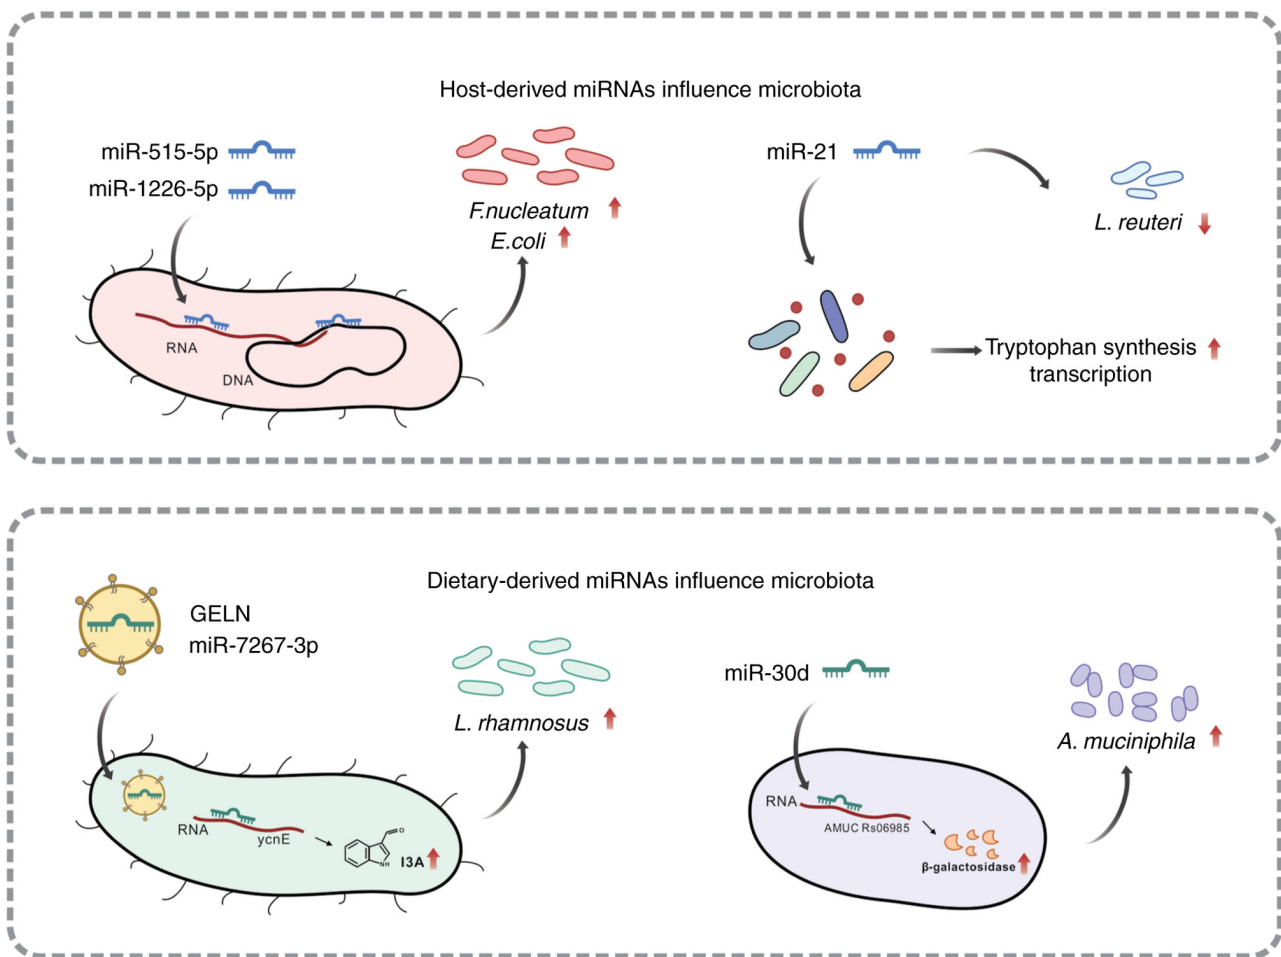 Host-derived miRNAs influence microbiota
miR-515-5p
miR-1226-5p
F.nucleatum
E.coli
RNA
DNA
miR-21
L. reuteri
Tryptophan synthesis
transcription
Dietary-derived miRNAs influence microbiota
GELN
miR-7267-3p
L. rhamnosus
RNA
ycnE
NH
O
I3A
miR-30d
A. muciniphila
RNA
AMUC Rs06985
β-galactosidase